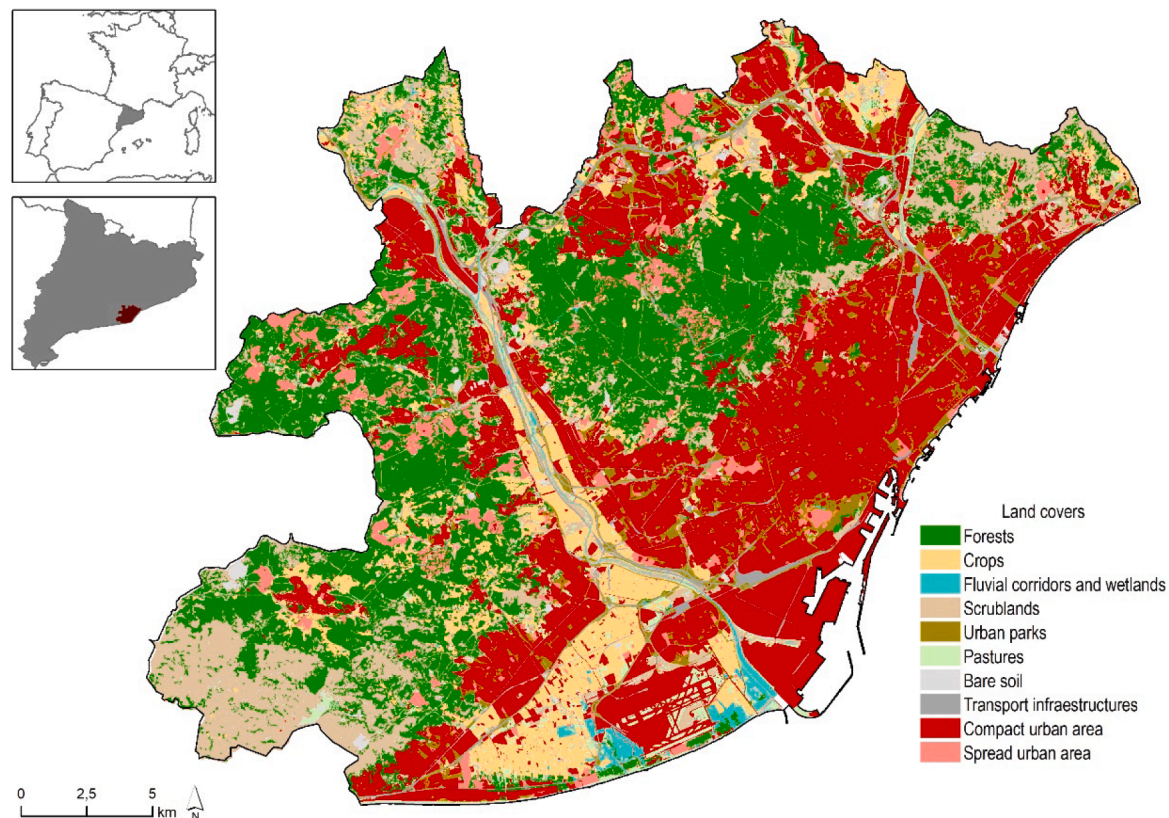 Land covers
Forests
Crops
Fluvial corridors and wetlands
Scrublands
Urban parks
Pastures
Bare soil
Transport infraestructures
Compact urban area
Spread urban area
0 2,5 5
km
N